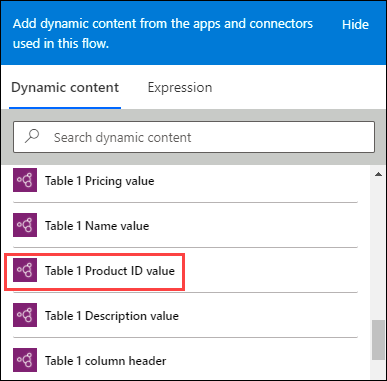 Add dynamic content from the apps and connectors
used in this flow.
Hide
Dynamic content
Expression
Search dynamic content
Table 1 Pricing value
Table 1 Name value
Table 1 Product ID value
Table 1 Description value
Table 1 column header